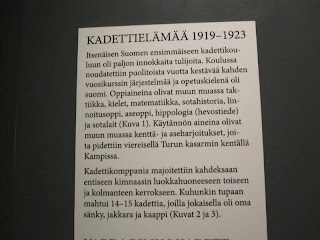 KADETTIELÄMÄÄ 1919–1923
Itsenäisen Suomen ensimmäiseen kadettikou-
luun oli paljon innokkaita tulijoita. Koulussa
noudatettiin puolitoista vuotta kestävää kahden
vuosikurssin järjestelmää ja opetuskielenä oli
suomi. Oppiaineina olivat muun muassa tak-
tiikka, kielet, matematiikka, sotahistoria, lin-
noitusoppi, aseoppi, hippologia (hevostiede)
ja sotalait (Kuva 1). Käytännön aineina olivat
muun muassa kenttä- ja aseharjoitukset, joi-
ta pidettiin viereisellä Turun kasarmin kentällä
Kampissa.
Kadettikomppania majoitettiin kahdeksaan
entiseen kimnaasin luokkahuoneeseen toiseen
ja kolmanteen kerrokseen. Kuhunkin tupaan
mahtui 14–15 kadettia, joilla jokaisella oli oma
sänky, jakkara ja kaappi (Kuvat 2 ja 3).